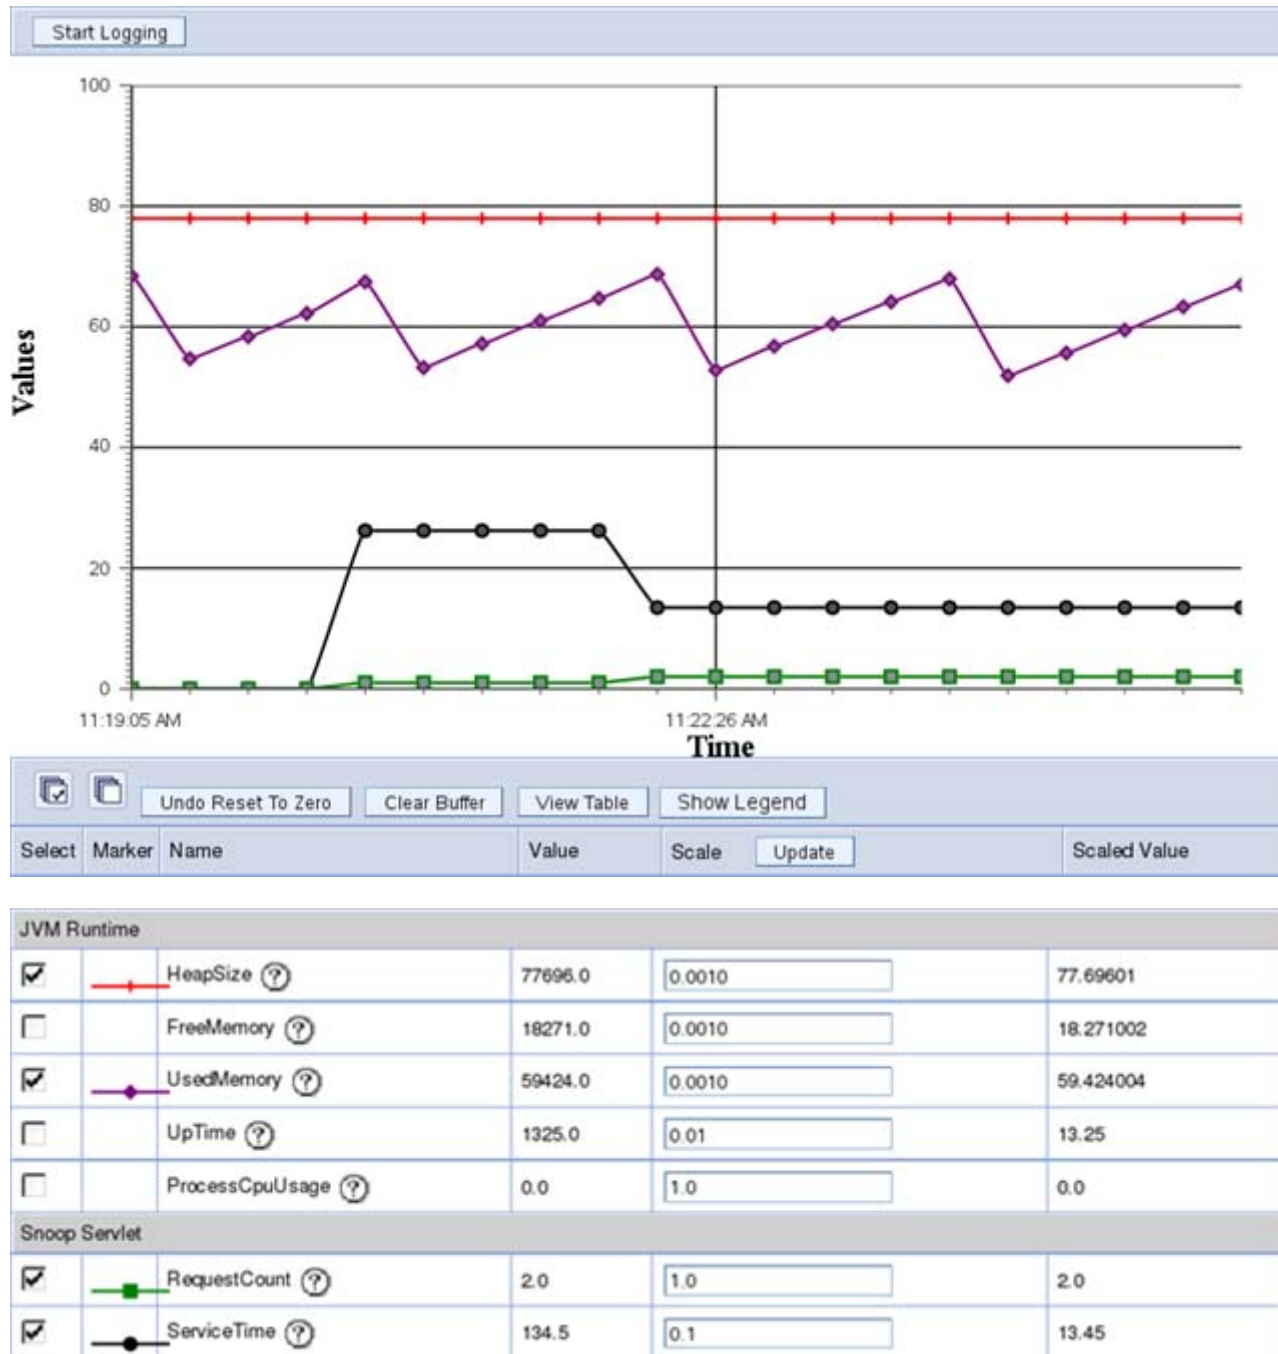 Start Logging
100
80
60
40
20
0
Values
11:19:05 AM 11:22:26 AM
Time
Undo Reset To Zero Clear Buffer View Table Show Legend
Select Marker Name Value Scale Update Scaled Value
JVM Runtime
HeapSize ? 77696.0 0.0010 77.69601
FreeMemory ? 18271.0 0.0010 18.271002
UsedMemory ? 59424.0 0.0010 59.424004
UpTime ? 1325.0 0.01 13.25
ProcessCpuUsage ? 0.0 1.0 0.0
Snoop Servlet
RequestCount ? 2.0 1.0 2.0
ServiceTime ? 134.5 0.1 13.45